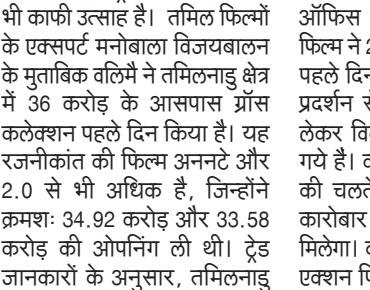 भी काफी उत्साह है। तमिल फिल्मों
के एक्सपर्ट मनोबाला विजयबालन
के मुताबिक वलिमै ने तमिलनाडु क्षेत्र
में 36 करोड़ के आसपास ग्रॉस
कलेक्शन पहले दिन किया है। यह
रजनीकांत की फिल्म अननटे और
2.0 से भी अधिक है, जिन्होंने
क्रमशः 34.92 करोड़ और 33.58
करोड़ की ओपनिंग ली थी। ट्रेड
जानकारों के अनुसार, तमिलनाडु
ऑफिस
फिल्म ने 2
पहले दिन
प्रदर्शन से
लेकर वि
गये हैं। व
की चलते
कारोबार
मिलेगा। व
एक्शन फि